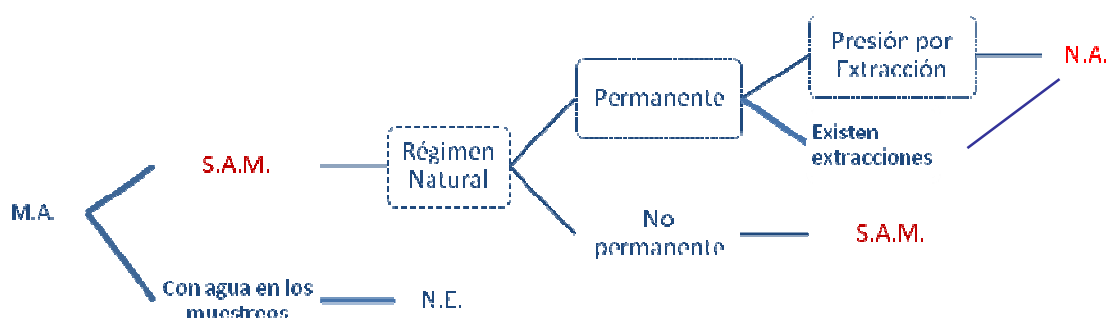 Presión por
Extracción
N.A.
Permanente
Existen
extracciones
S.A.M.
Régimen
Natural
M.A.
No
permanente
S.A.M.
Con agua en los
muestreos
N.E.